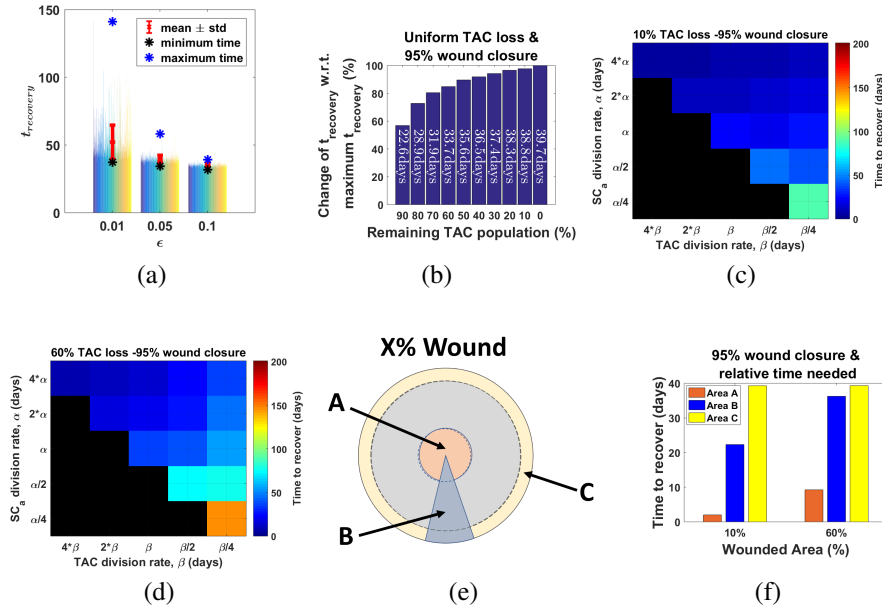 150
100
50
0
t_recovery
mean ± std
minimum time
maximum time
0.01
0.05
0.1
ϵ
(a)
Uniform TAC loss &
95% wound closure
Change of t_recovery w.r.t.
maximum t_recovery (%)
100
80
60
40
20
0
22.6days
28.9days
31.9days
33.7days
35.6days
36.5days
37.4days
38.3days
38.8days
39.7days
90 80 70 60 50 40 30 20 10 0
Remaining TAC population (%)
(b)
10% TAC loss -95% wound closure
SC_a division rate, α (days)
4*α
2*α
α
α/2
α/4
4*β 2*β β β/2 β/4
TAC division rate, β (days)
200
150
100
50
0
Time to recover (days)
(c)
60% TAC loss -95% wound closure
SC_a division rate, α (days)
4*α
2*α
α
α/2
α/4
4*β 2*β β β/2 β/4
TAC division rate, β (days)
200
150
100
50
0
Time to recover (days)
(d)
X% Wound
A
B
C
(e)
95% wound closure &
relative time needed
Time to recover (days)
40
30
20
10
0
Area A
Area B
Area C
10%
60%
Wounded Area (%)
(f)